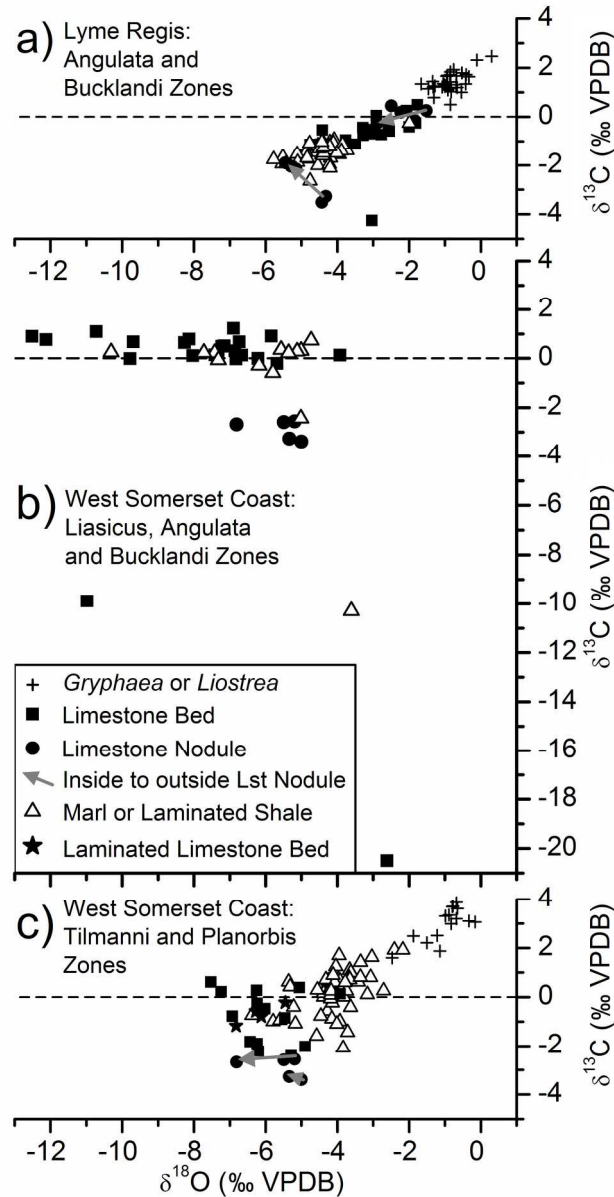 a) Lyme Regis:
Angulata and
Bucklandi Zones
4
2
0
-2
-4
δ13C (‰ VPDB)
-12 -10 -8 -6 -4 -2 0
4
2
0
-2
-4
-6
-8
-10
-12
-14
-16
-18
-20
δ13C (‰ VPDB)
b) West Somerset Coast:
Liasicus, Angulata
and Bucklandi Zones
Gryphaea or Liostrea
Limestone Bed
Limestone Nodule
Inside to outside Lst Nodule
Marl or Laminated Shale
Laminated Limestone Bed
c) West Somerset Coast:
Tilmanni and Planorbis
Zones
4
2
0
-2
-4
δ13C (‰ VPDB)
-12 -10 -8 -6 -4 -2 0
δ18O (‰ VPDB)